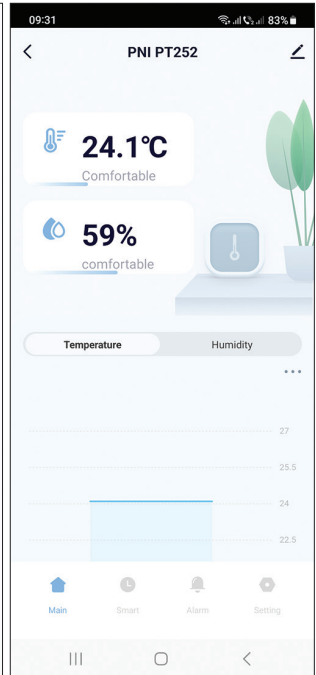 09:31 83%
PNI PT252
24.1°C
Comfortable
59%
comfortable
Temperature Humidity
27
25.5
24
22.5
Main Smart Alarm Setting